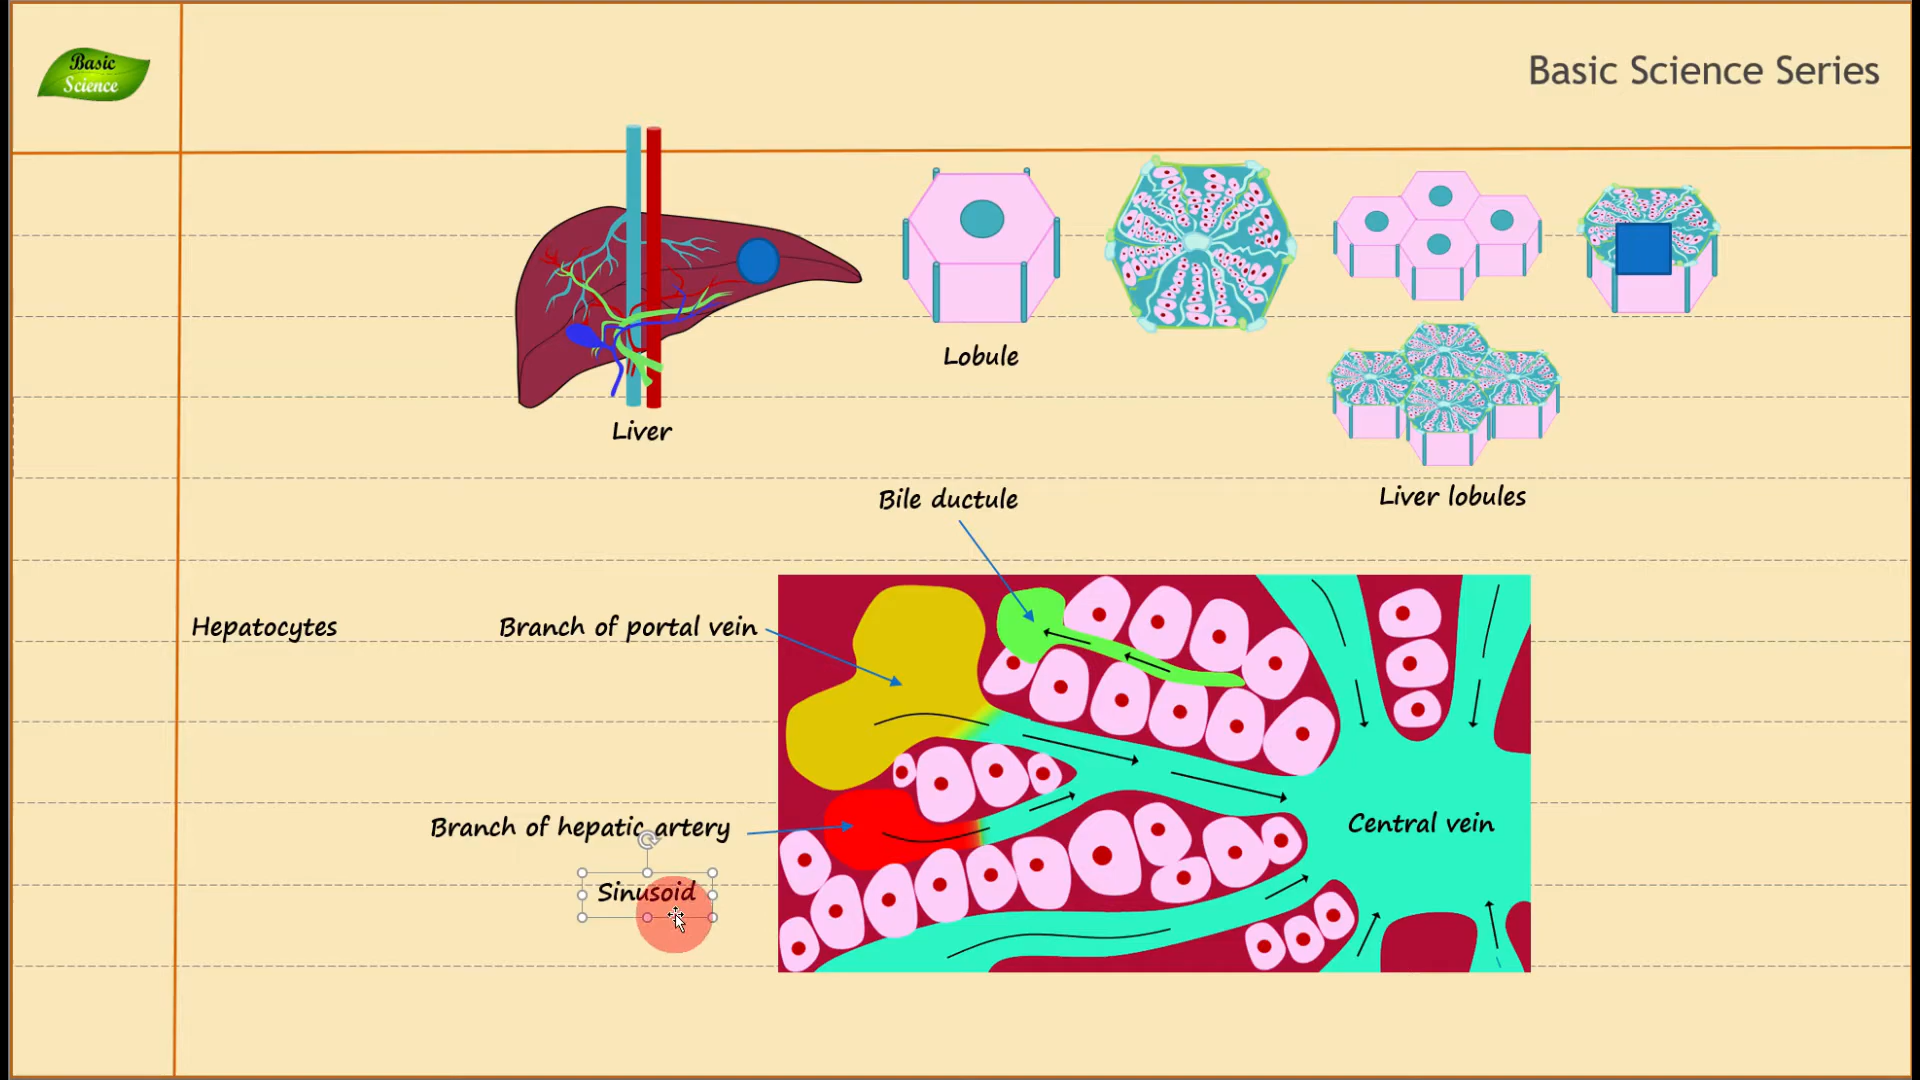 Basic
Science
Basic Science Series
Lobule
Liver
Liver lobules
Bile ductule
Hepatocytes
Branch of portal vein
Branch of hepatic artery
Central vein
Sinusoid